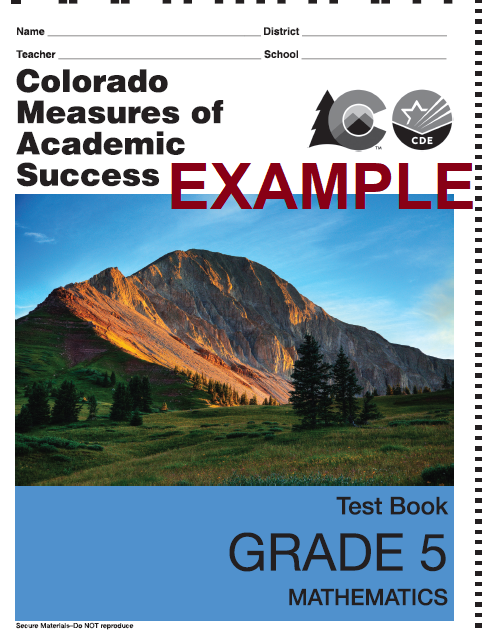 Name District
Teacher School
Colorado
Measures of
Academic
Success
CDE
TM
EXAMPLE
Test Book
GRADE 5
MATHEMATICS
Secure Materials–Do NOT reproduce